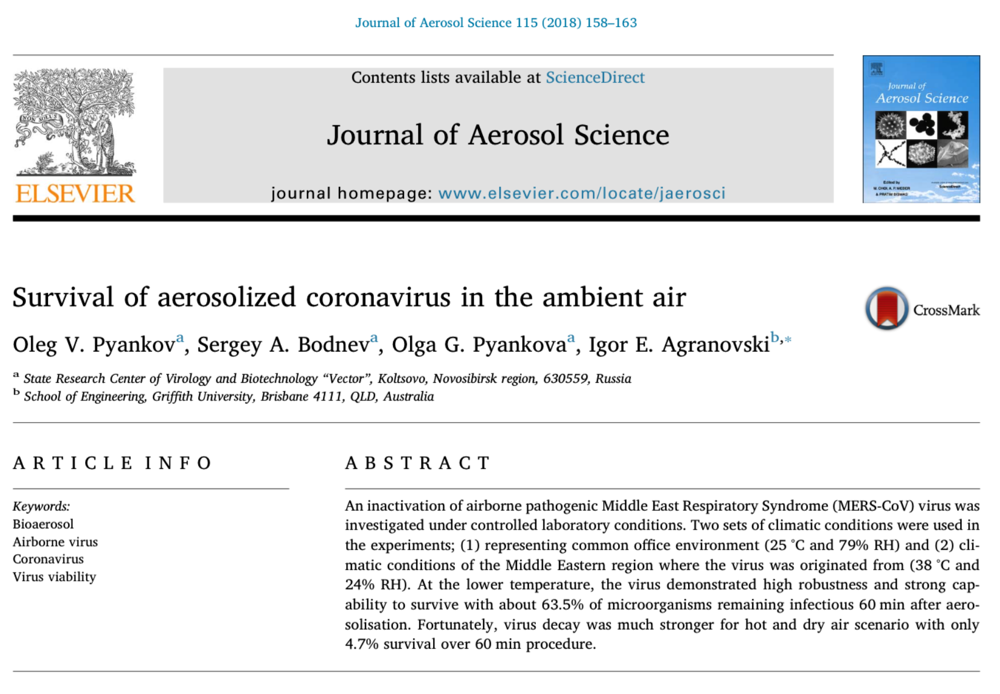 Journal of Aerosol Science 115 (2018) 158–163
Contents lists available at ScienceDirect
Journal of Aerosol Science
journal homepage: www.elsevier.com/locate/jaerosci
NON SOLUS
ELSEVIER
Journal of
Aerosol Science
Edited by
M. CHOI, A. P. WEBER
& PRATIM BISWAS
ScienceDirect
Survival of aerosolized coronavirus in the ambient air
CrossMark
Oleg V. Pyankovᵃ, Sergey A. Bodnevᵃ, Olga G. Pyankovaᵃ, Igor E. Agranovskiᵇ,*
ᵃ State Research Center of Virology and Biotechnology “Vector”, Koltsovo, Novosibirsk region, 630559, Russia
ᵇ School of Engineering, Griffith University, Brisbane 4111, QLD, Australia
ARTICLE INFO
Keywords:
Bioaerosol
Airborne virus
Coronavirus
Virus viability
ABSTRACT
An inactivation of airborne pathogenic Middle East Respiratory Syndrome (MERS-CoV) virus was
investigated under controlled laboratory conditions. Two sets of climatic conditions were used in
the experiments; (1) representing common office environment (25 °C and 79% RH) and (2) cli-
matic conditions of the Middle Eastern region where the virus was originated from (38 °C and
24% RH). At the lower temperature, the virus demonstrated high robustness and strong cap-
ability to survive with about 63.5% of microorganisms remaining infectious 60 min after aero-
solisation. Fortunately, virus decay was much stronger for hot and dry air scenario with only
4.7% survival over 60 min procedure.